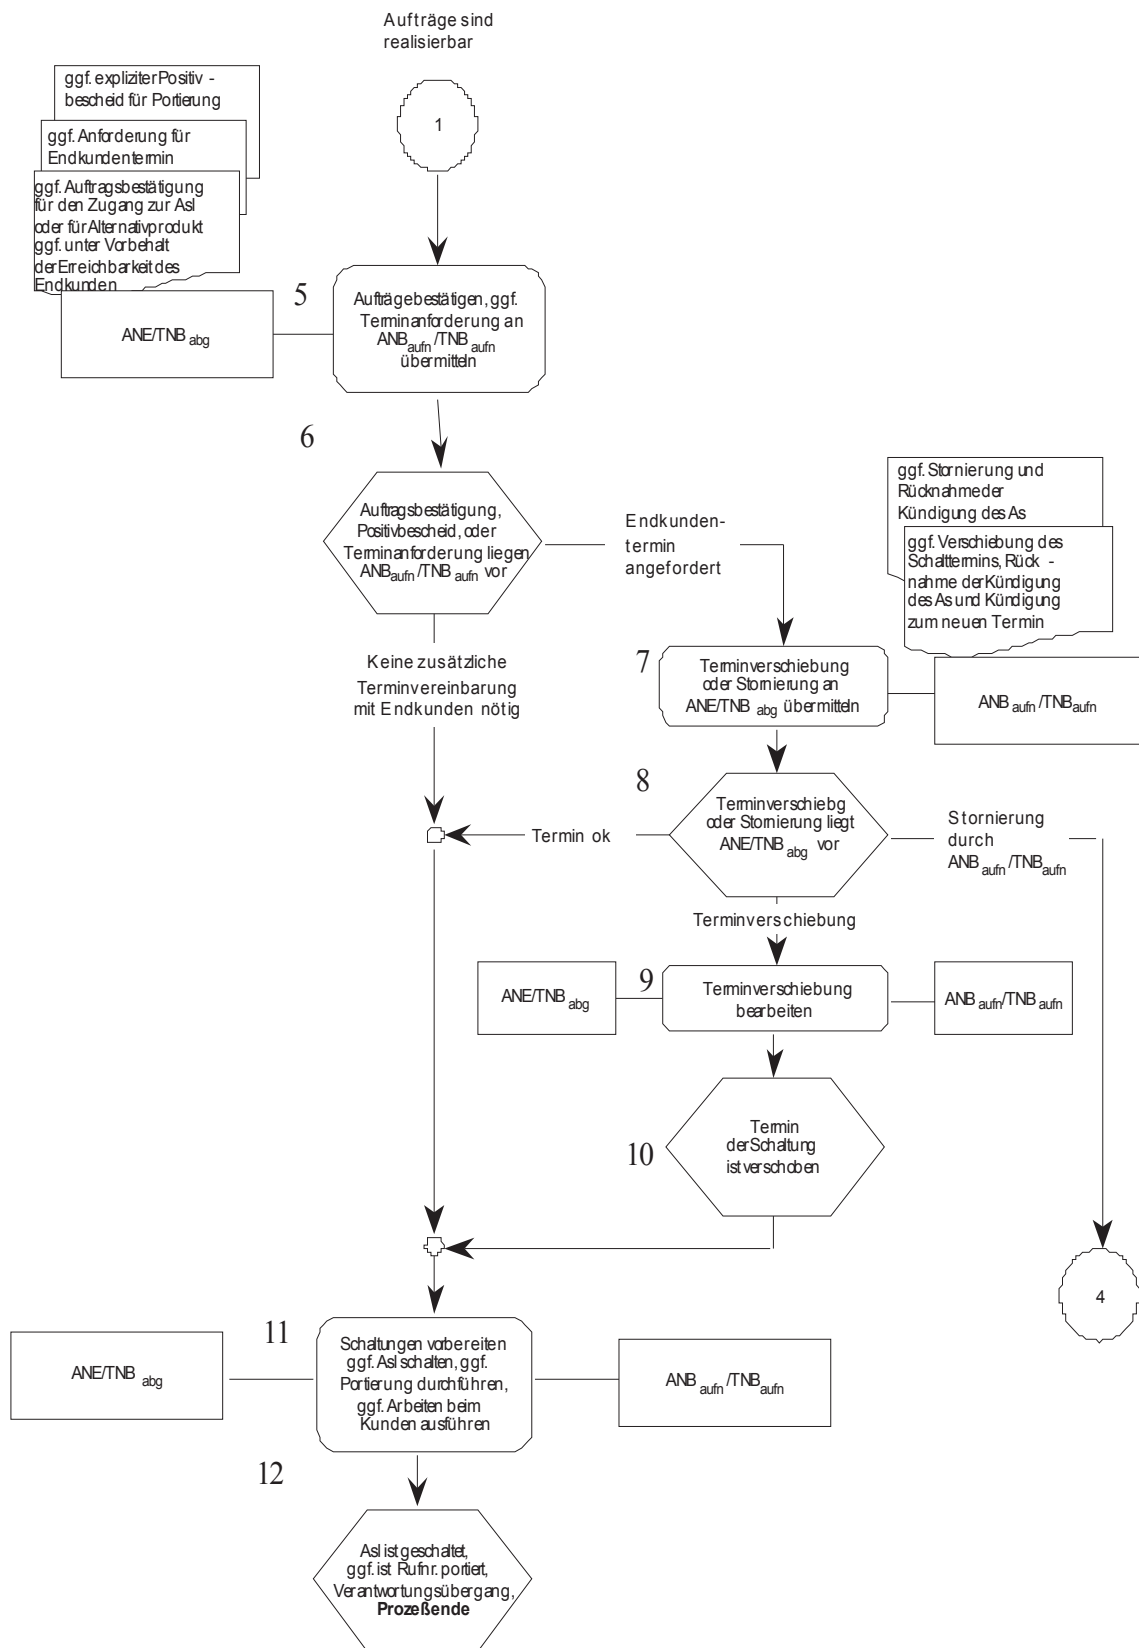 Aufträge sind
realisierbar
1
ggf. expliziter Positiv -
bescheid für Portierung
ggf. Anforderung für
Endkundentermin
ggf. Auftragsbestätigung
für den Zugang zur Asl
oder für Alternativprodukt
ggf. unter Vorbehalt
der Erreichbarkeit des
Endkunden
ANE/TNB abg
5
Aufträge bestätigen, ggf.
Terminanforderung an
ANB aufn /TNB aufn
übermitteln
6
Auftragsbestätigung,
Positivbescheid, oder
Terminanforderung liegen
ANB aufn /TNB aufn vor
Endkunden-
termin
angefordert
ggf. Stornierung und
Rücknahme der
Kündigung des As
ggf. Verschiebung des
Schalttermins, Rück -
nahme der Kündigung
des As und Kündigung
zum neuen Termin
Keine zusätzliche
Terminvereinbarung
mit Endkunden nötig
7
Terminverschiebung
oder Stornierung an
ANE/TNB abg übermitteln
ANB aufn /TNB aufn
8
Terminverschiebg
oder Stornierung liegt
ANE/TNB abg vor
Termin ok
Stornierung
durch
ANB aufn /TNB aufn
Terminverschiebung
ANE/TNB abg
9
Terminverschiebung
bearbeiten
ANB aufn/TNB aufn
10
Termin
der Schaltung
ist verschoben
4
11
ANE/TNB abg
Schaltungen vorbereiten
ggf. Asl schalten, ggf.
Portierung durchführen,
ggf. Arbeiten beim
Kunden ausführen
ANB aufn /TNB aufn
12
Asl ist geschaltet,
ggf. ist Rufnr. portiert,
Verantwortungsübergang,
Prozeßende